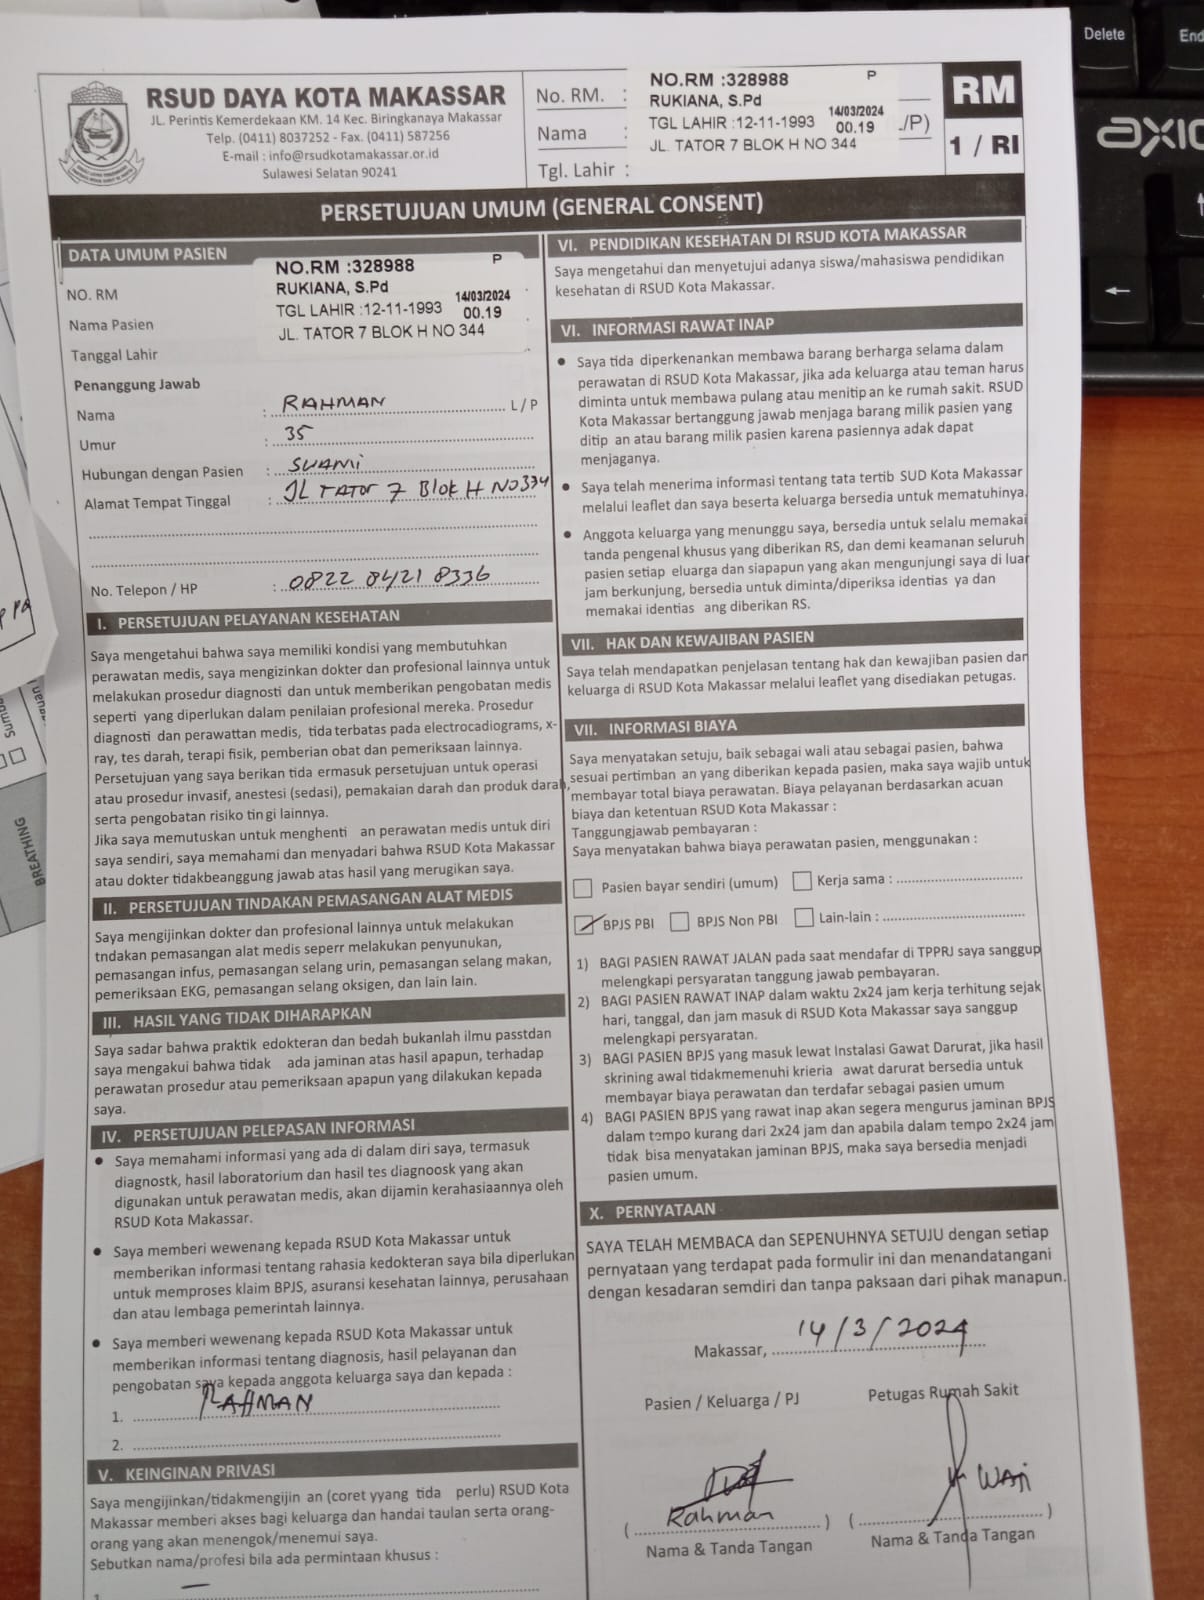 RSUD DAYA KOTA MAKASSAR
JL. Perintis Kemerdekaan KM. 14 Kec. Biringkanaya Makassar
Telp. (0411) 8037252 - Fax. (0411) 587256
E-mail : info@rsudkotamakassar.or.id
Sulawesi Selatan 90241
No. RM. :
Nama :
Tgl. Lahir :
NO.RM :328988 P
RUKIANA, S.Pd
TGL LAHIR :12-11-1993 14/03/2024
00.19
JL. TATOR 7 BLOK H NO 344
/P)
RM
1 / RI
PERSETUJUAN UMUM (GENERAL CONSENT)
DATA UMUM PASIEN
NO. RM
Nama Pasien
Tanggal Lahir
NO.RM :328988 P
RUKIANA, S.Pd
TGL LAHIR :12-11-1993 14/03/2024
00.19
JL. TATOR 7 BLOK H NO 344
Penanggung Jawab
Nama : RAHMAN L / P
Umur : 35
Hubungan dengan Pasien : SUAMI
Alamat Tempat Tinggal : JL TATOR 7 Blok H NO 334
No. Telepon / HP : 0822 8421 8336
I. PERSETUJUAN PELAYANAN KESEHATAN
Saya mengetahui bahwa saya memiliki kondisi yang membutuhkan
perawatan medis, saya mengizinkan dokter dan profesional lainnya untuk
melakukan prosedur diagnosti dan untuk memberikan pengobatan medis
seperti yang diperlukan dalam penilaian profesional mereka. Prosedur
diagnosti dan perawattan medis, tida terbatas pada electrocadiograms, x-
ray, tes darah, terapi fisik, pemberian obat dan pemeriksaan lainnya.
Persetujuan yang saya berikan tida ermasuk persetujuan untuk operasi
atau prosedur invasif, anestesi (sedasi), pemakaian darah dan produk darah,
serta pengobatan risiko tin gi lainnya.
Jika saya memutuskan untuk menghenti an perawatan medis untuk diri
saya sendiri, saya memahami dan menyadari bahwa RSUD Kota Makassar
atau dokter tidakbeanggung jawab atas hasil yang merugikan saya.
II. PERSETUJUAN TINDAKAN PEMASANGAN ALAT MEDIS
Saya mengijinkan dokter dan profesional lainnya untuk melakukan
tndakan pemasangan alat medis seperr melakukan penyunukan,
pemasangan infus, pemasangan selang urin, pemasangan selang makan,
pemeriksaan EKG, pemasangan selang oksigen, dan lain lain.
III. HASIL YANG TIDAK DIHARAPKAN
Saya sadar bahwa praktik edokteran dan bedah bukanlah ilmu passtdan
saya mengakui bahwa tidak ada jaminan atas hasil apapun, terhadap
perawatan prosedur atau pemeriksaan apapun yang dilakukan kepada
saya.
IV. PERSETUJUAN PELEPASAN INFORMASI
• Saya memahami informasi yang ada di dalam diri saya, termasuk
diagnostk, hasil laboratorium dan hasil tes diagnoosk yang akan
digunakan untuk perawatan medis, akan dijamin kerahasiaannya oleh
RSUD Kota Makassar.
• Saya memberi wewenang kepada RSUD Kota Makassar untuk
memberikan informasi tentang rahasia kedokteran saya bila diperlukan
untuk memproses klaim BPJS, asuransi kesehatan lainnya, perusahaan
dan atau lembaga pemerintah lainnya.
• Saya memberi wewenang kepada RSUD Kota Makassar untuk
memberikan informasi tentang diagnosis, hasil pelayanan dan
pengobatan saya kepada anggota keluarga saya dan kepada :
1. RAHMAN
2.
V. KEINGINAN PRIVASI
Saya mengijinkan/tidakmengijin an (coret yyang tida perlu) RSUD Kota
Makassar memberi akses bagi keluarga dan handai taulan serta orang-
orang yang akan menengok/menemui saya.
Sebutkan nama/profesi bila ada permintaan khusus :
1. –
VI. PENDIDIKAN KESEHATAN DI RSUD KOTA MAKASSAR
Saya mengetahui dan menyetujui adanya siswa/mahasiswa pendidikan
kesehatan di RSUD Kota Makassar.
VI. INFORMASI RAWAT INAP
• Saya tida diperkenankan membawa barang berharga selama dalam
perawatan di RSUD Kota Makassar, jika ada keluarga atau teman harus
diminta untuk membawa pulang atau menitip an ke rumah sakit. RSUD
Kota Makassar bertanggung jawab menjaga barang milik pasien yang
ditip an atau barang milik pasien karena pasiennya adak dapat
menjaganya.
• Saya telah menerima informasi tentang tata tertib SUD Kota Makassar
melalui leaflet dan saya beserta keluarga bersedia untuk mematuhinya.
• Anggota keluarga yang menunggu saya, bersedia untuk selalu memakai
tanda pengenal khusus yang diberikan RS, dan demi keamanan seluruh
pasien setiap eluarga dan siapapun yang akan mengunjungi saya di luar
jam berkunjung, bersedia untuk diminta/diperiksa identias ya dan
memakai identias ang diberikan RS.
VII. HAK DAN KEWAJIBAN PASIEN
Saya telah mendapatkan penjelasan tentang hak dan kewajiban pasien dan
keluarga di RSUD Kota Makassar melalui leaflet yang disediakan petugas.
VII. INFORMASI BIAYA
Saya menyatakan setuju, baik sebagai wali atau sebagai pasien, bahwa
sesuai pertimban an yang diberikan kepada pasien, maka saya wajib untuk
membayar total biaya perawatan. Biaya pelayanan berdasarkan acuan
biaya dan ketentuan RSUD Kota Makassar :
Tanggungjawab pembayaran :
Saya menyatakan bahwa biaya perawatan pasien, menggunakan :
Pasien bayar sendiri (umum) Kerja sama :
BPJS PBI BPJS Non PBI Lain-lain :
1) BAGI PASIEN RAWAT JALAN pada saat mendafar di TPPRJ saya sanggup
melengkapi persyaratan tanggung jawab pembayaran.
2) BAGI PASIEN RAWAT INAP dalam waktu 2x24 jam kerja terhitung sejak
hari, tanggal, dan jam masuk di RSUD Kota Makassar saya sanggup
melengkapi persyaratan.
3) BAGI PASIEN BPJS yang masuk lewat Instalasi Gawat Darurat, jika hasil
skrining awal tidakmemenuhi krieria awat darurat bersedia untuk
membayar biaya perawatan dan terdafar sebagai pasien umum
4) BAGI PASIEN BPJS yang rawat inap akan segera mengurus jaminan BPJS
dalam tempo kurang dari 2x24 jam dan apabila dalam tempo 2x24 jam
tidak bisa menyatakan jaminan BPJS, maka saya bersedia menjadi
pasien umum.
X. PERNYATAAN
SAYA TELAH MEMBACA dan SEPENUHNYA SETUJU dengan setiap
pernyataan yang terdapat pada formulir ini dan menandatangani
dengan kesadaran semdiri dan tanpa paksaan dari pihak manapun.
Makassar, 14/3/2024
Pasien / Keluarga / PJ Petugas Rumah Sakit
Rahman
WATI
Nama & Tanda Tangan Nama & Tanda Tangan
Delete
End
AXIO
BREATHING